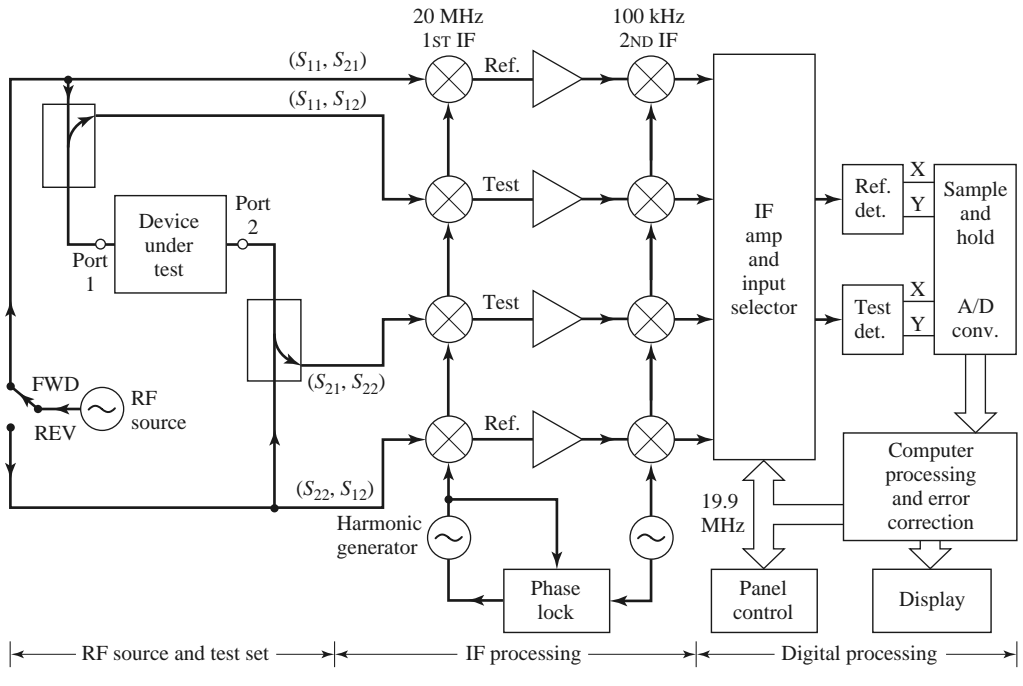 20 MHz
1ST IF
100 kHz
2ND IF
(S11, S21)
Ref.
(S11, S12)
Test
Device
under
test
Port
1
Port
2
IF
amp
and
input
selector
Ref.
det.
X
Y
Sample
and
hold
Test
Test
det.
X
Y
A/D
conv.
(S21, S22)
FWD
REV
RF
source
Ref.
(S22, S12)
Harmonic
generator
Phase
lock
19.9
MHz
Computer
processing
and error
correction
Panel
control
Display
RF source and test set
IF processing
Digital processing